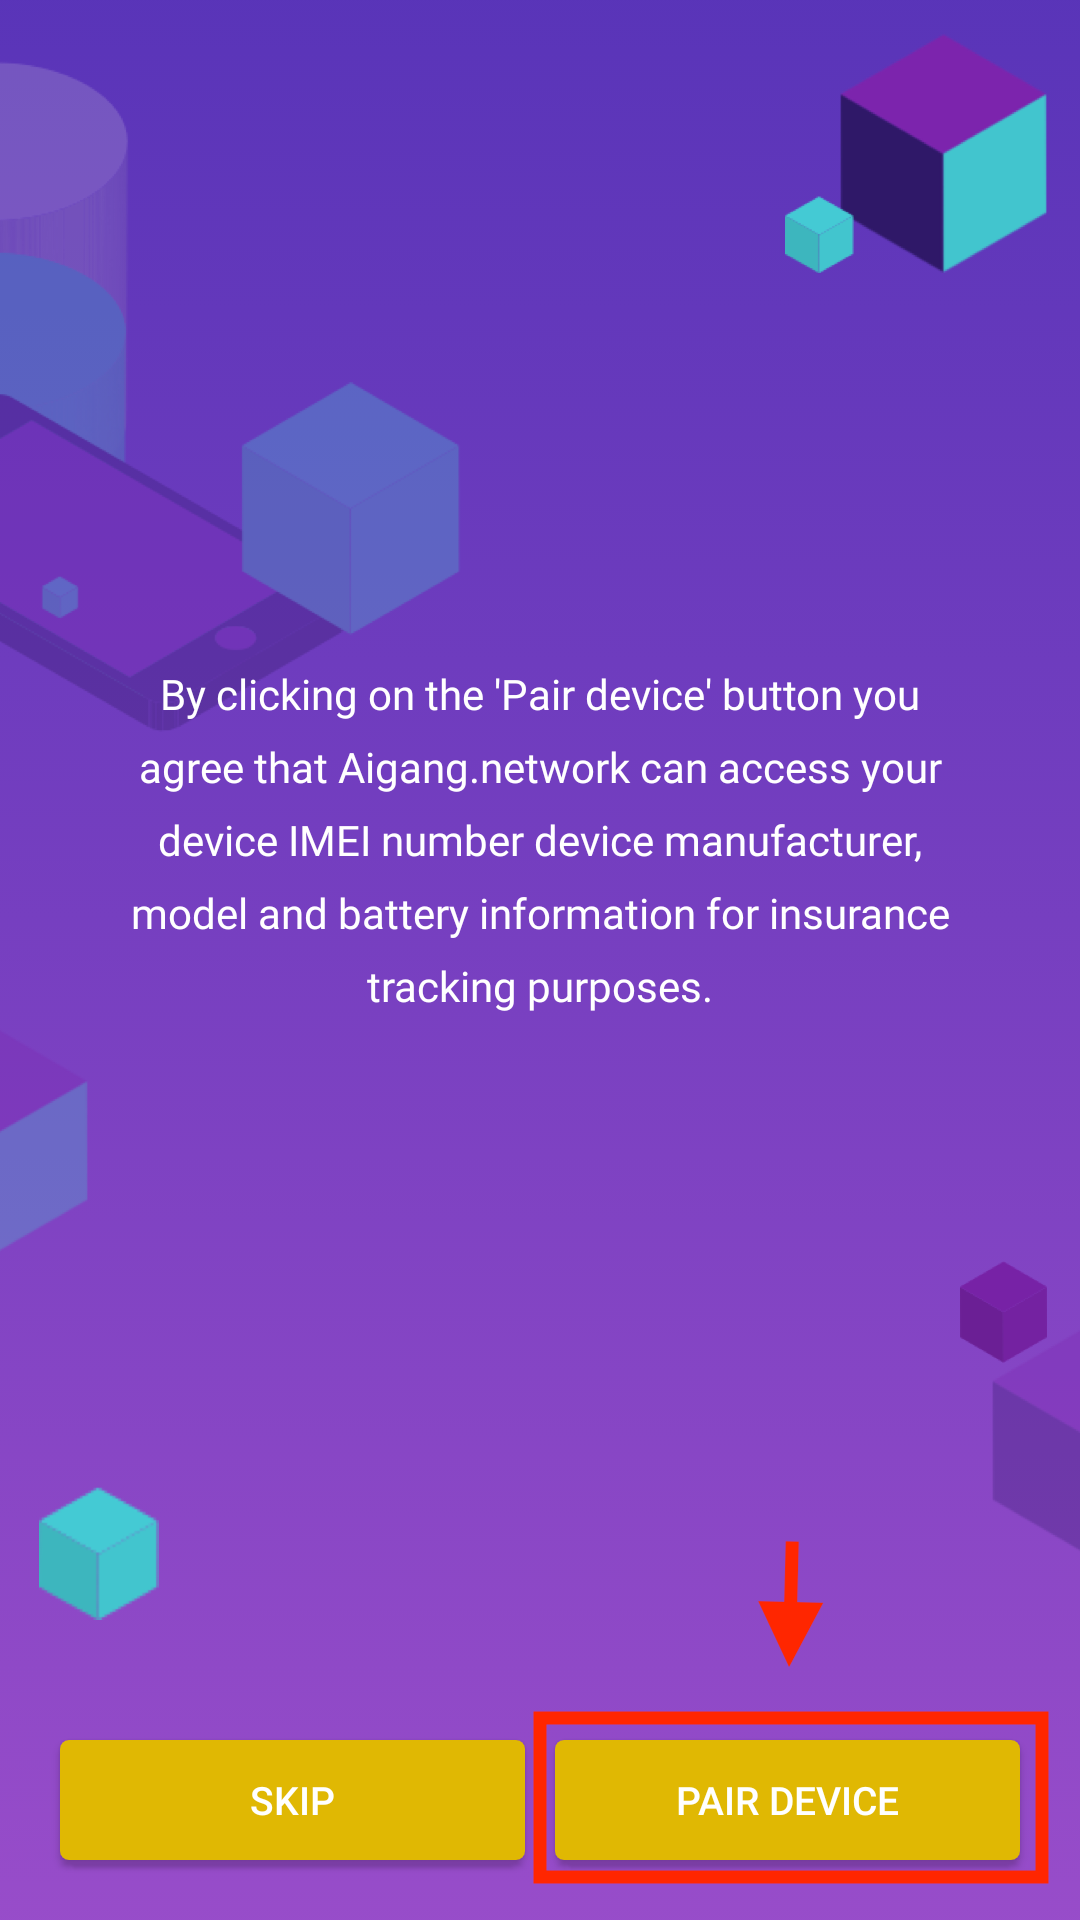 By clicking on the 'Pair device' button you
agree that Aigang.network can access your
device IMEI number device manufacturer,
model and battery information for insurance
tracking purposes.
SKIP
PAIR DEVICE